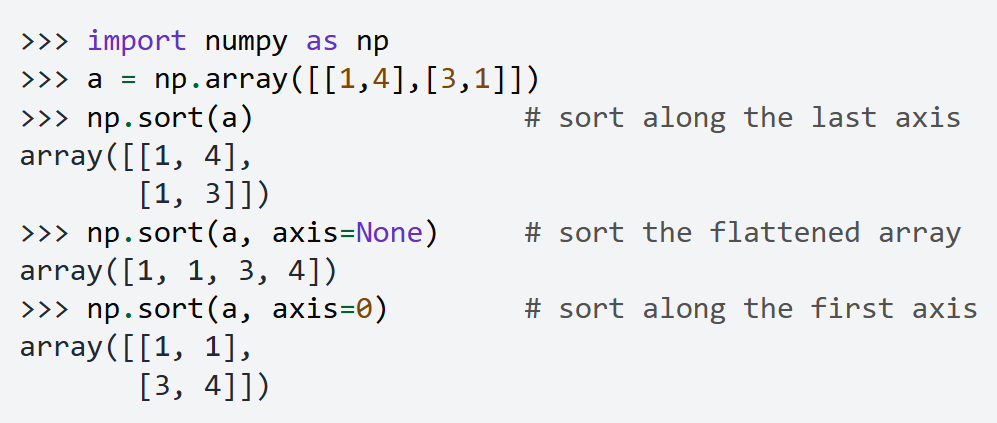 >>> import numpy as np
>>> a = np.array([[1,4],[3,1]])
>>> np.sort(a)                # sort along the last axis
array([[1, 4],
       [1, 3]])
>>> np.sort(a, axis=None)     # sort the flattened array
array([1, 1, 3, 4])
>>> np.sort(a, axis=0)        # sort along the first axis
array([[1, 1],
       [3, 4]])